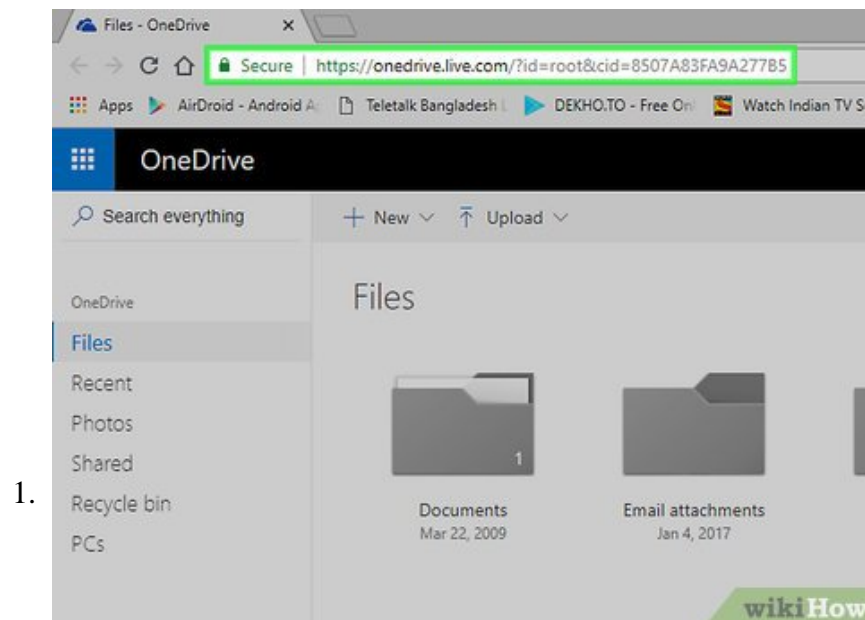 Files - OneDrive
Secure | https://onedrive.live.com/?id=root&cid=8507A83FA9A277B5
Apps AirDroid - Android A Teletalk Bangladesh DEKHO.TO - Free On Watch Indian TV S
OneDrive
Search everything
New Upload
OneDrive
Files
Files
Recent
Photos
Shared
Recycle bin
PCs
1
Documents
Mar 22, 2009
Email attachments
Jan 4, 2017
1.
wikiHow